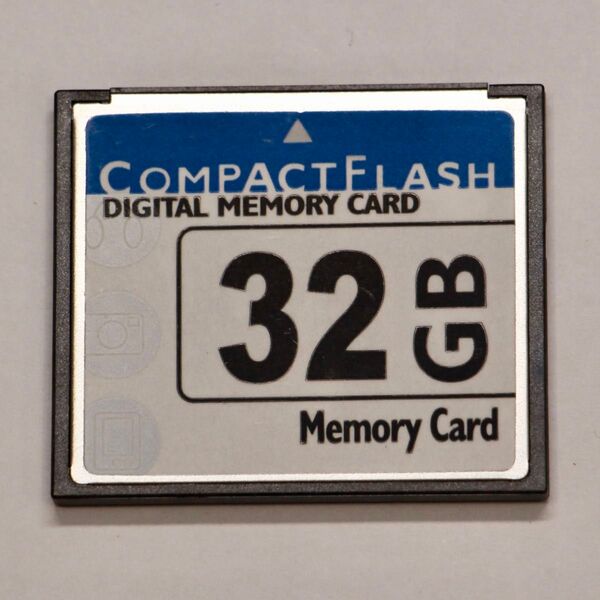 COMPACTFLASH
DIGITAL MEMORY CARD
32 GB
Memory Card